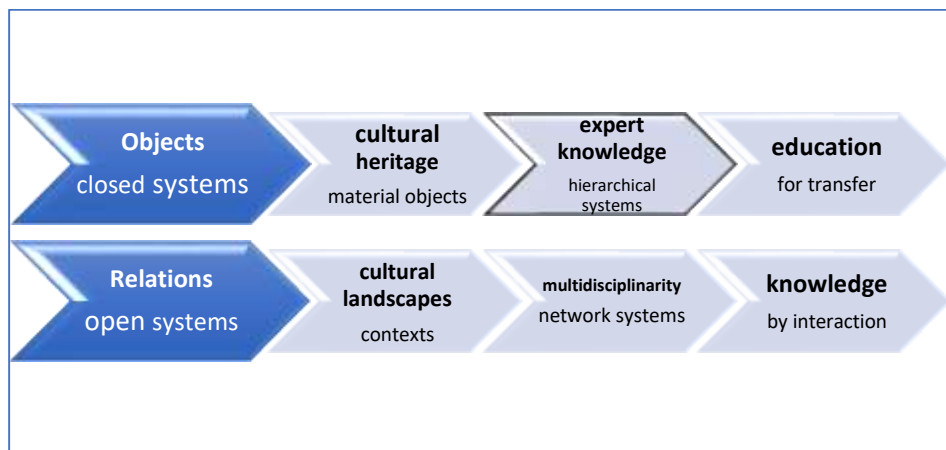 Objects
closed systems
cultural
heritage
material objects
expert
knowledge
hierarchical
systems
education
for transfer
Relations
open systems
cultural
landscapes
contexts
multidisciplinarity
network systems
knowledge
by interaction